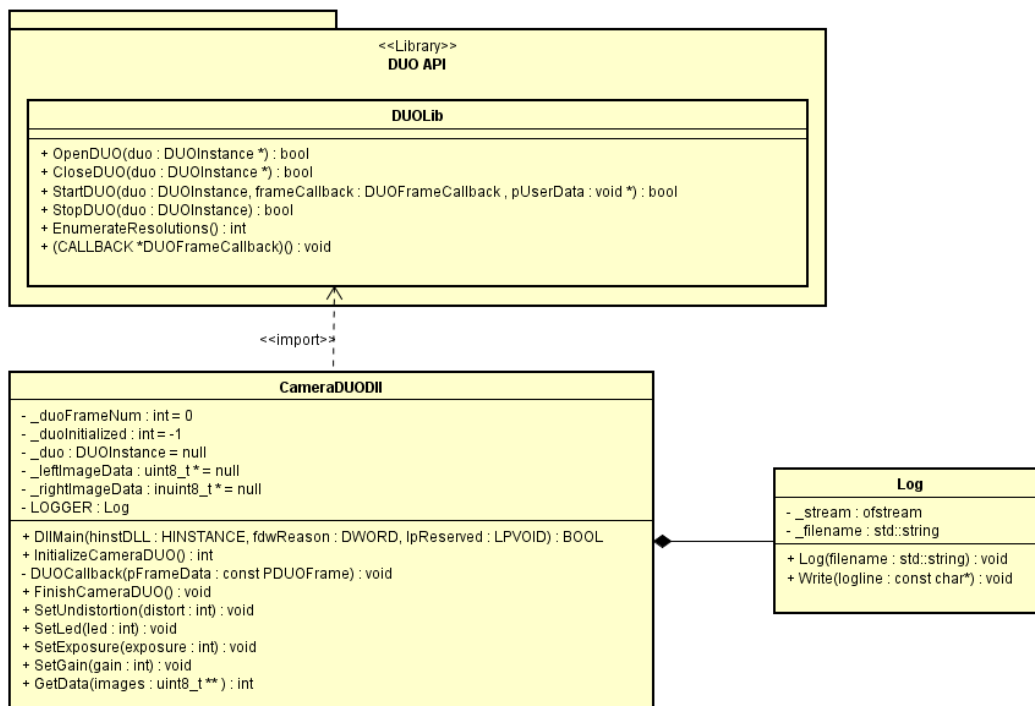 <<Library>>
DUO API
DUOLib
+ OpenDUO(duo : DUOInstance *) : bool
+ CloseDUO(duo : DUOInstance *) : bool
+ StartDUO(duo : DUOInstance, frameCallback : DUOFrameCallback , pUserData : void *) : bool
+ StopDUO(duo : DUOInstance) : bool
+ EnumerateResolutions() : int
+ (CALLBACK *DUOFrameCallback)() : void
<<import>>
CameraDUODll
- _duoFrameNum : int = 0
- _duoInitialized : int = -1
- _duo : DUOInstance = null
- _leftImageData : uint8_t * = null
- _rightImageData : inuint8_t * = null
- LOGGER : Log
+ DllMain(hinstDLL : HINSTANCE, fdwReason : DWORD, lpReserved : LPVOID) : BOOL
+ InitializeCameraDUO() : int
- DUOCallback(pFrameData : const PDUOFrame) : void
+ FinishCameraDUO() : void
+ SetUndistortion(distort : int) : void
+ SetLed(led : int) : void
+ SetExposure(exposure : int) : void
+ SetGain(gain : int) : void
+ GetData(images : uint8_t ** ) : int
Log
- _stream : ofstream
- _filename : std::string
+ Log(filename : std::string) : void
+ Write(logline : const char*) : void